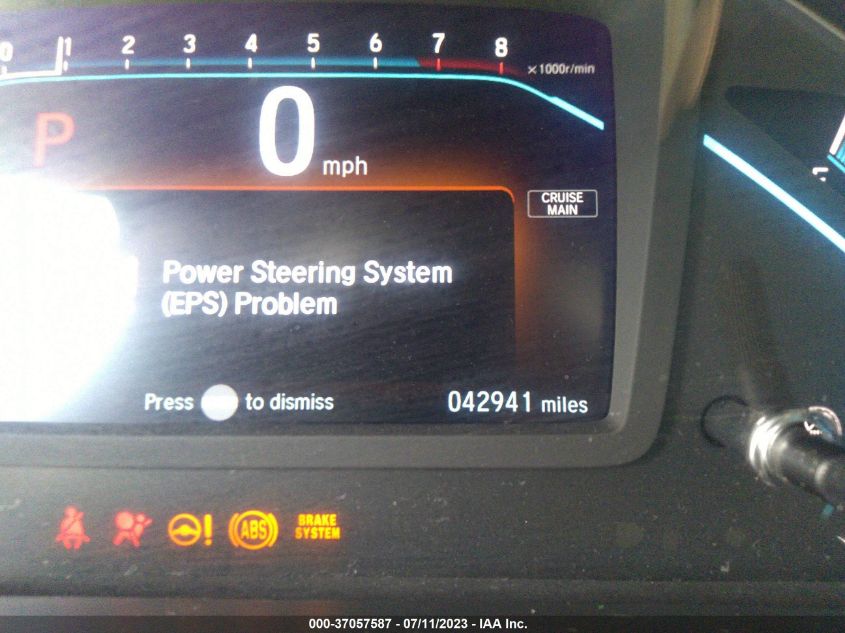 0 1 2 3 4 5 6 7 8
×1000r/min
P
0 mph
CRUISE
MAIN
Power Steering System
(EPS) Problem
Press to dismiss
042941 miles
! ABS BRAKE
SYSTEM
000-37057587 - 07/11/2023 - IAA Inc.